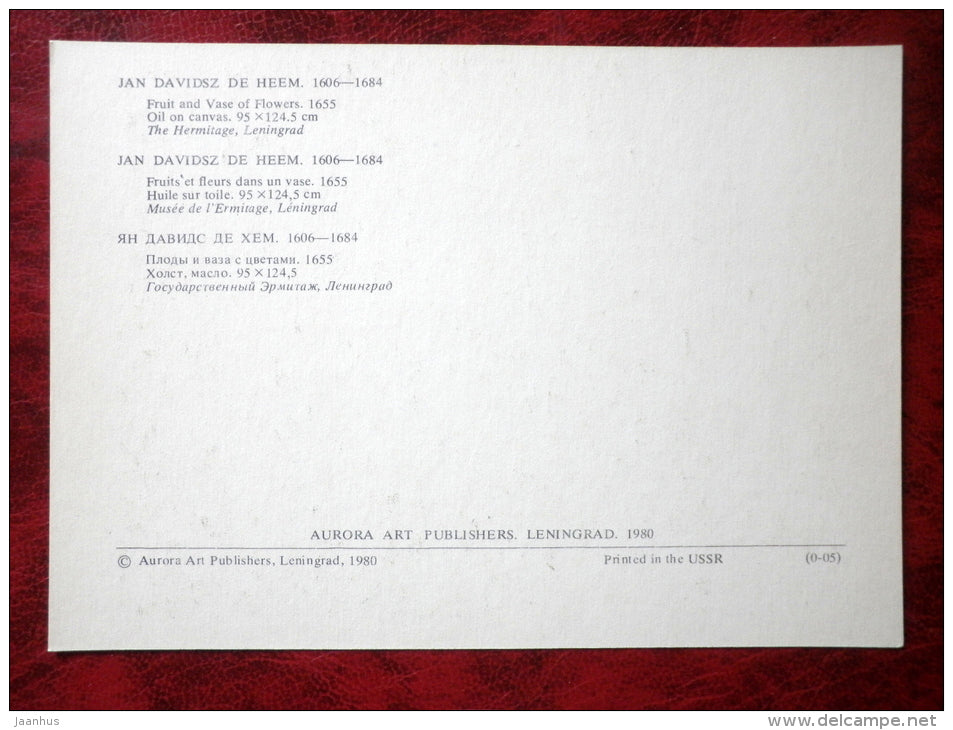 JAN DAVIDSZ DE HEEM. 1606—1684
Fruit and Vase of Flowers. 1655
Oil on canvas. 95 × 124.5 cm
The Hermitage, Leningrad
JAN DAVIDSZ DE HEEM. 1606—1684
Fruits et fleurs dans un vase. 1655
Huile sur toile. 95 × 124,5 cm
Musée de l'Ermitage, Léningrad
ЯН ДАВИДС ДЕ ХЕМ. 1606—1684
Плоды и ваза с цветами. 1655
Холст, масло. 95 × 124,5
Государственный Эрмитаж, Ленинград
AURORA ART PUBLISHERS. LENINGRAD. 1980
© Aurora Art Publishers, Leningrad, 1980 Printed in the USSR (0-05)
jaanhus
www.delcampe.net